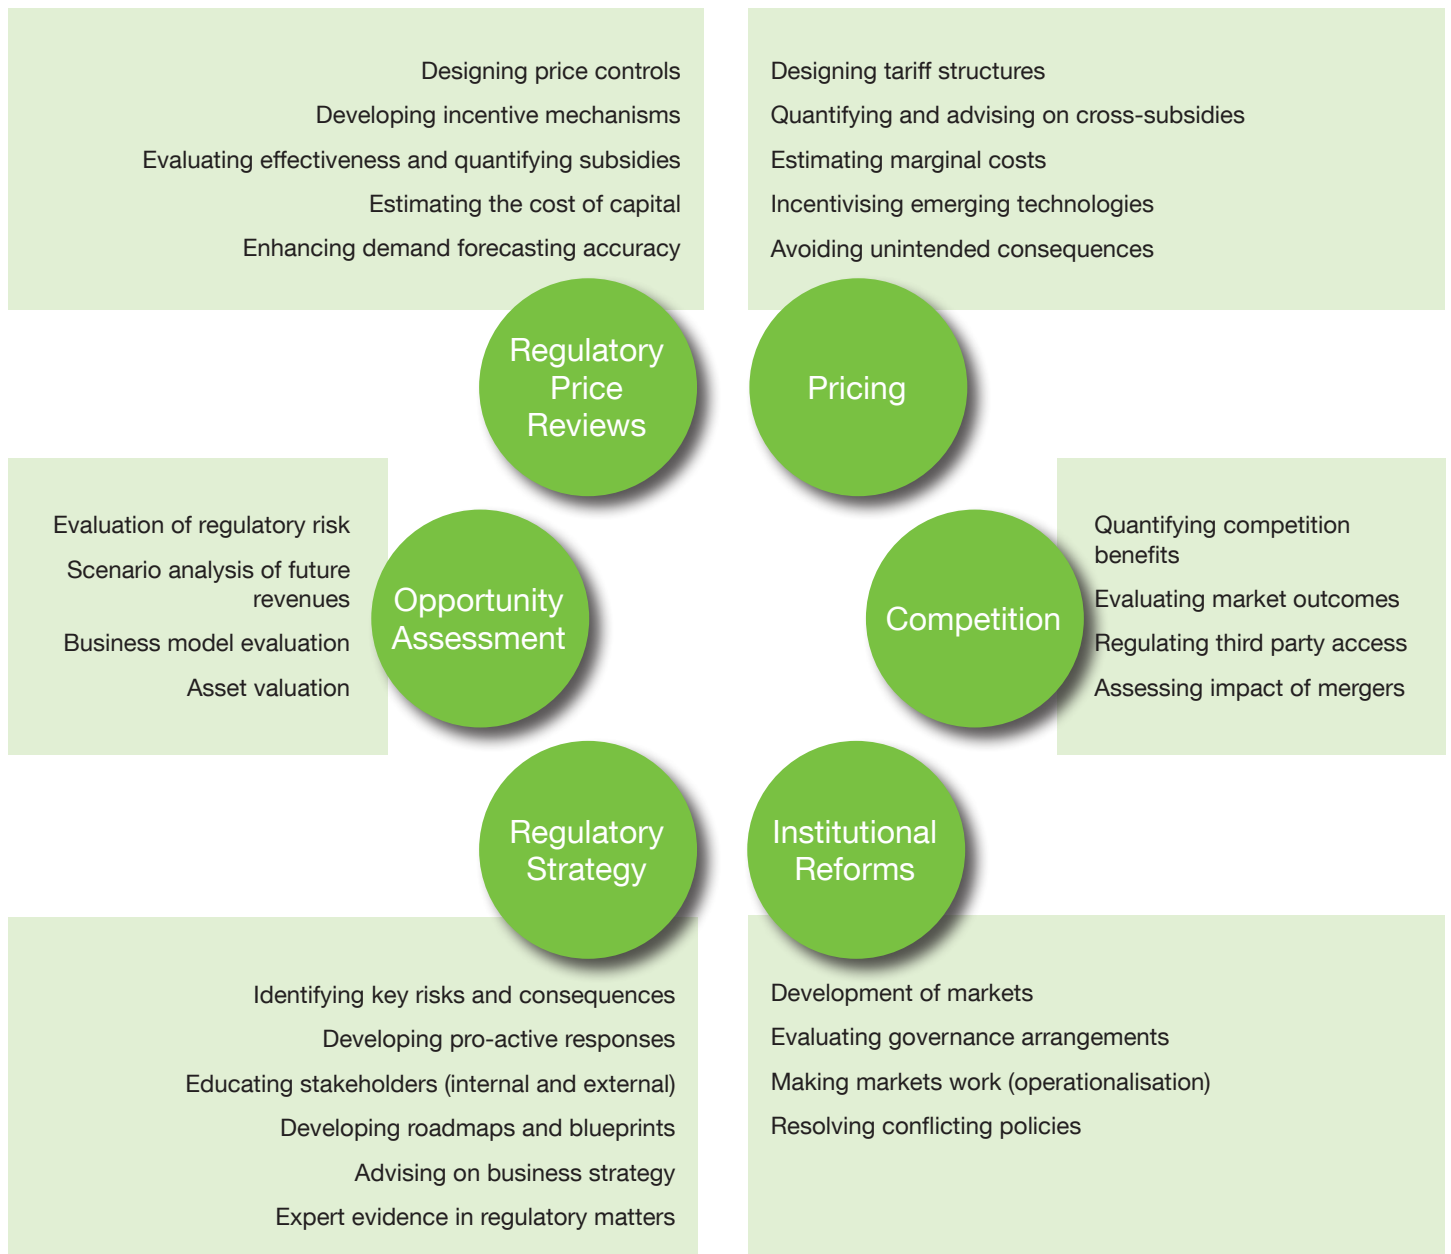 Designing price controls
Developing incentive mechanisms
Evaluating effectiveness and quantifying subsidies
Estimating the cost of capital
Enhancing demand forecasting accuracy
Regulatory
Price
Reviews
Designing tariff structures
Quantifying and advising on cross-subsidies
Estimating marginal costs
Incentivising emerging technologies
Avoiding unintended consequences
Pricing
Evaluation of regulatory risk
Scenario analysis of future
revenues
Business model evaluation
Asset valuation
Opportunity
Assessment
Competition
Quantifying competition
benefits
Evaluating market outcomes
Regulating third party access
Assessing impact of mergers
Regulatory
Strategy
Identifying key risks and consequences
Developing pro-active responses
Educating stakeholders (internal and external)
Developing roadmaps and blueprints
Advising on business strategy
Expert evidence in regulatory matters
Institutional
Reforms
Development of markets
Evaluating governance arrangements
Making markets work (operationalisation)
Resolving conflicting policies